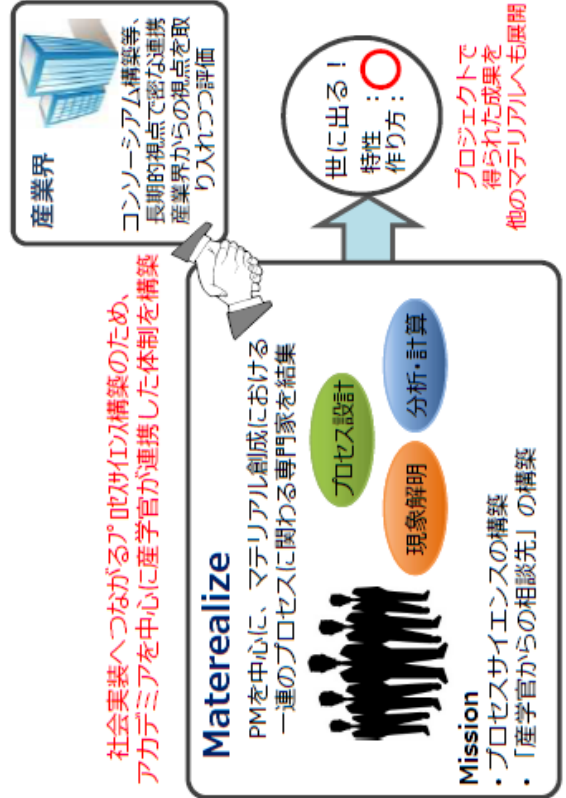 社会実装へつながるプロセスサイエンス構築のため、
アカデミアを中心に産学官が連携した体制を構築
産業界
コンソーシアム構築等、
長期的視点で密な連携
産業界からの視点を取
り入れつつ評価
Materealize
PMを中心に、マテリアル創成における
一連のプロセスに関わる専門家を結集
プロセス設計
現象解明
分析・計算
Mission
・プロセスサイエンスの構築
・「産学官からの相談先」の構築
世に出る!
特性 :○
作り方:
プロジェクトで
得られた成果を
他のマテリアルへも展開